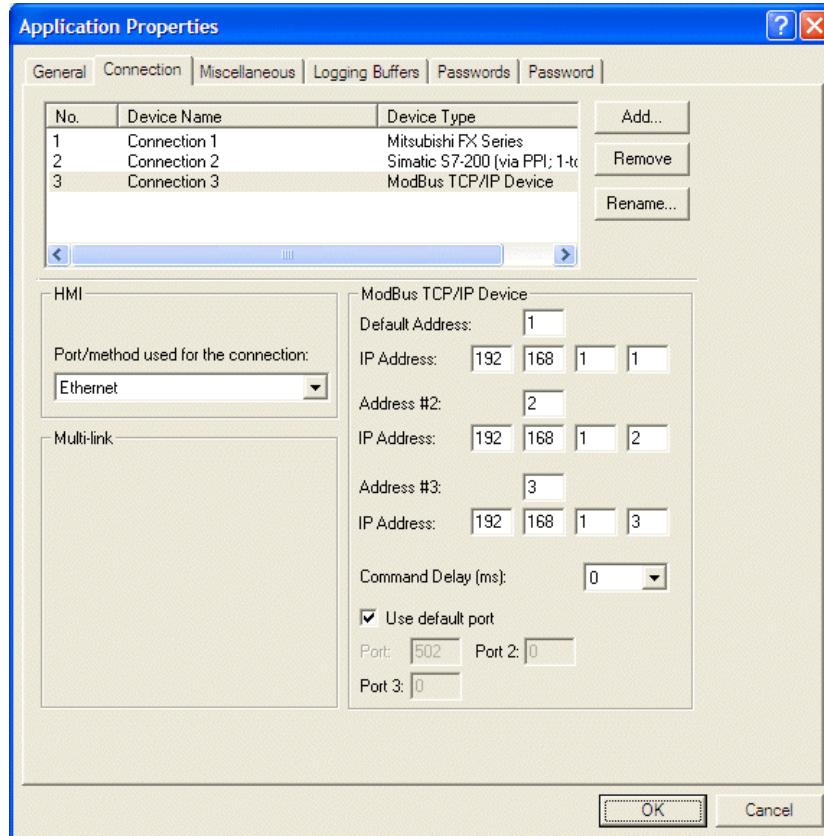 Application Properties
General Connection Miscellaneous Logging Buffers Passwords Password
No. Device Name Device Type
1 Connection 1 Mitsubishi FX Series
2 Connection 2 Simatic S7-200 (via PPI; 1-to
3 Connection 3 ModBus TCP/IP Device
Add...
Remove
Rename...
HMI
Port/method used for the connection:
Ethernet
Multi-link
ModBus TCP/IP Device
Default Address: 1
IP Address: 192 168 1 1
Address #2: 2
IP Address: 192 168 1 2
Address #3: 3
IP Address: 192 168 1 3
Command Delay (ms): 0
Use default port
Port: 502 Port 2: 0
Port 3: 0
OK Cancel